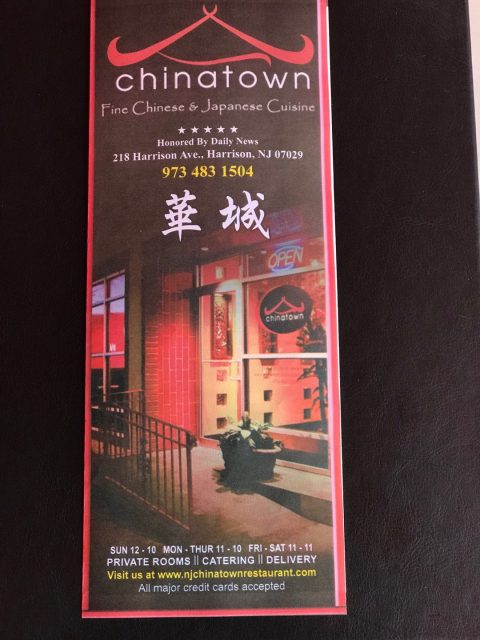 chinatown
Fine Chinese & Japanese Cuisine
★★★★★
Honored By Daily News
218 Harrison Ave., Harrison, NJ 07029
973 483 1504
華城
OPEN
chinatown
SUN 12 - 10 MON - THUR 11 - 10 FRI - SAT 11 - 11
PRIVATE ROOMS || CATERING || DELIVERY
Visit us at www.njchinatownrestaurant.com
All major credit cards accepted